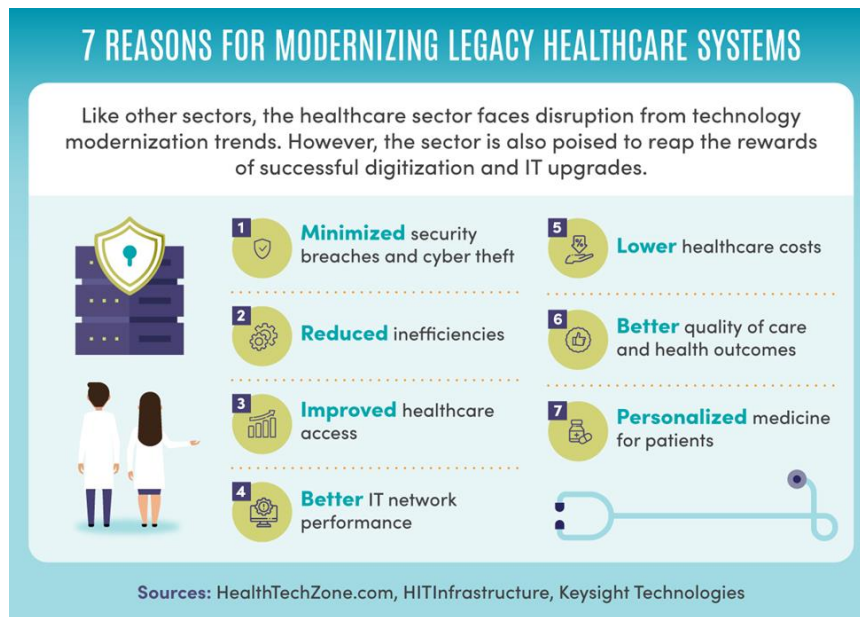 7 REASONS FOR MODERNIZING LEGACY HEALTHCARE SYSTEMS
Like other sectors, the healthcare sector faces disruption from technology
modernization trends. However, the sector is also poised to reap the rewards
of successful digitization and IT upgrades.
1
Minimized security
breaches and cyber theft
2
Reduced inefficiencies
3
Improved healthcare
access
4
Better IT network
performance
5
%
Lower healthcare costs
6
Better quality of care
and health outcomes
7
Personalized medicine
for patients
Sources: HealthTechZone.com, HITInfrastructure, Keysight Technologies